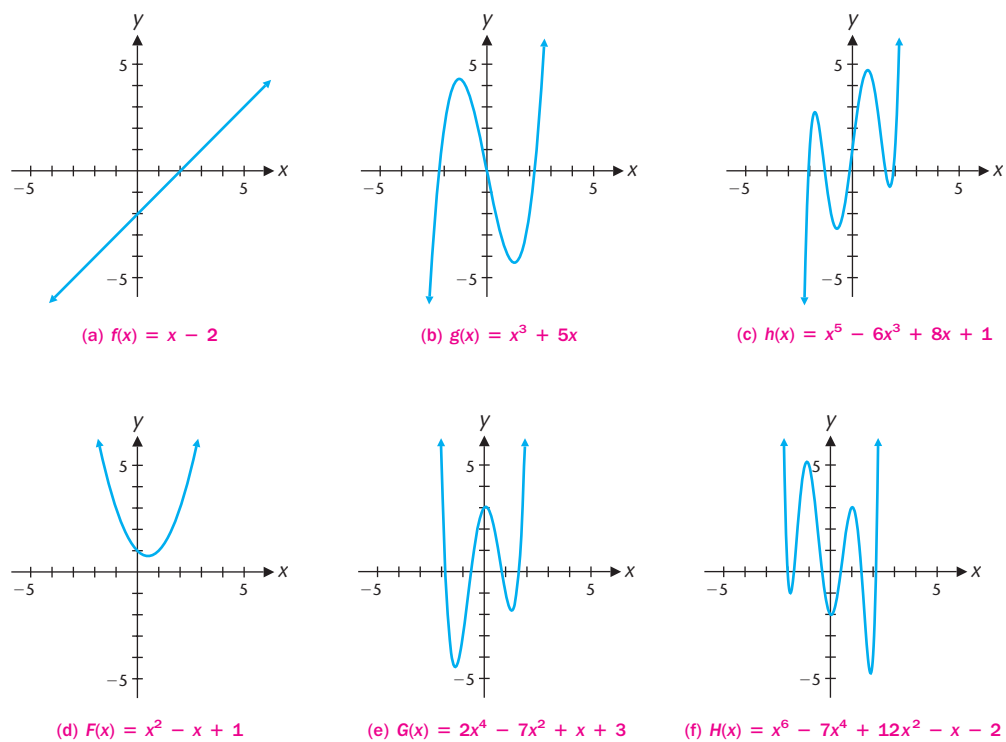 y
y
y
5
5
5
−5
5
x
−5
5
x
−5
5
x
−5
−5
−5
(a) f(x) = x − 2
(b) g(x) = x³ + 5x
(c) h(x) = x⁵ − 6x³ + 8x + 1
y
y
y
5
5
5
−5
5
x
−5
5
x
−5
5
x
−5
−5
−5
(d) F(x) = x² − x + 1
(e) G(x) = 2x⁴ − 7x² + x + 3
(f) H(x) = x⁶ − 7x⁴ + 12x² − x − 2